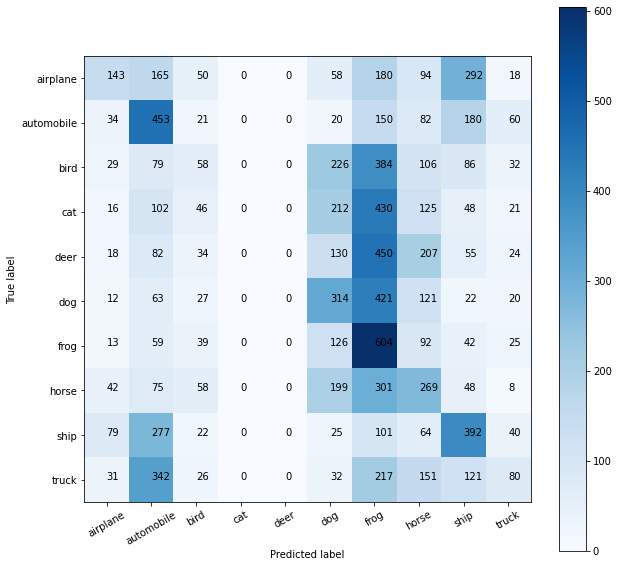 600
airplane 143 165 50 0 0 58 180 94 292 18
500
automobile 34 453 21 0 0 20 150 82 180 60
bird 29 79 58 0 0 226 384 106 86 32
400
cat 16 102 46 0 0 212 430 125 48 21
True label
deer 18 82 34 0 0 130 450 207 55 24
300
dog 12 63 27 0 0 314 421 121 22 20
frog 13 59 39 0 0 126 604 92 42 25
200
horse 42 75 58 0 0 199 301 269 48 8
ship 79 277 22 0 0 25 101 64 392 40
100
truck 31 342 26 0 0 32 217 151 121 80
airplane automobile bird cat deer dog frog horse ship truck
0
Predicted label